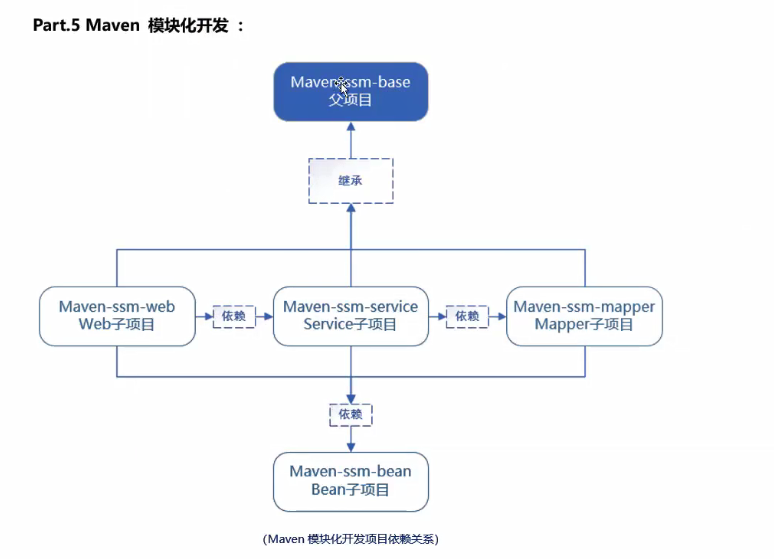 Part.5 Maven 模块化开发 :
Maven-ssm-base
父项目
继承
Maven-ssm-web
Web子项目
依赖
Maven-ssm-service
Service子项目
依赖
Maven-ssm-mapper
Mapper子项目
依赖
Maven-ssm-bean
Bean子项目
(Maven 模块化开发项目依赖关系)